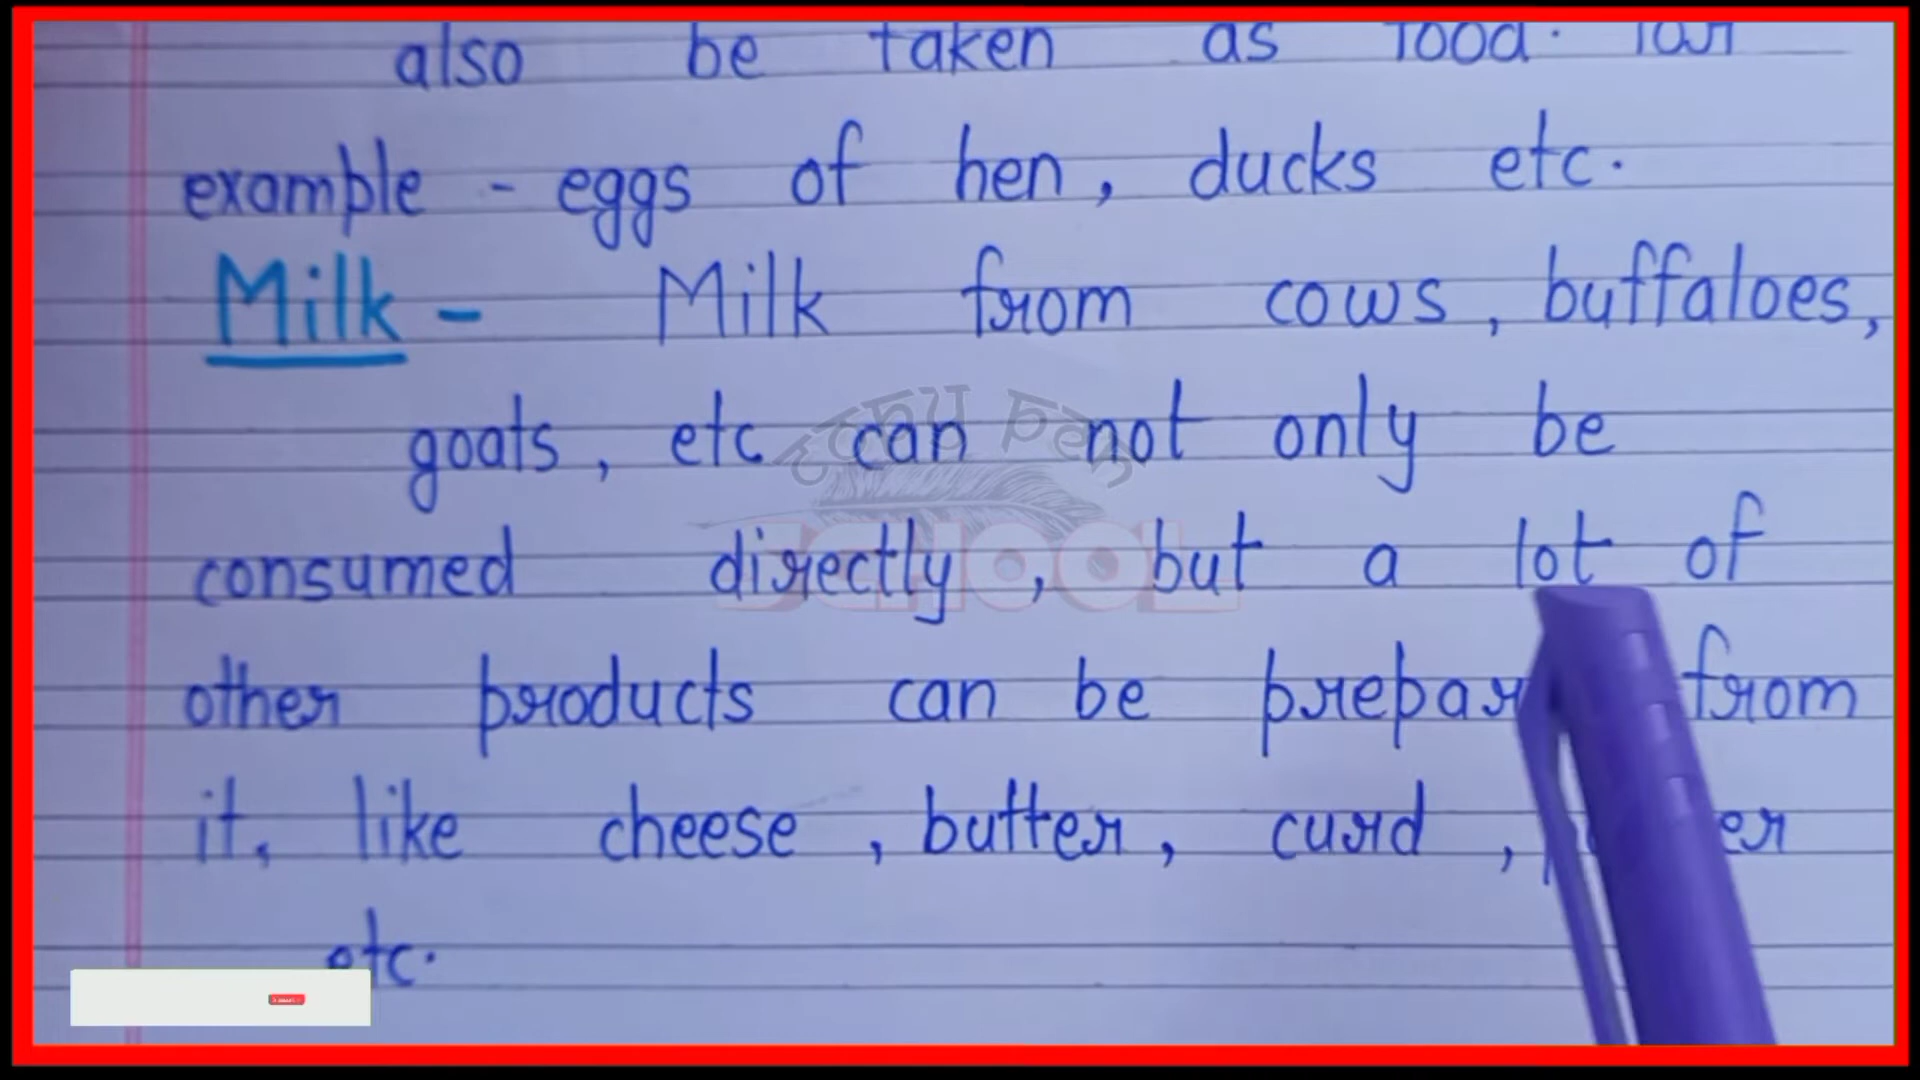 also be taken as food. For
example - eggs of hen, ducks etc.
Milk - Milk from cows, buffaloes,
goats, etc can not only be
consumed directly, but a lot of
other products can be from
it, like cheese, butter, curd,
etc.
SCHOOL